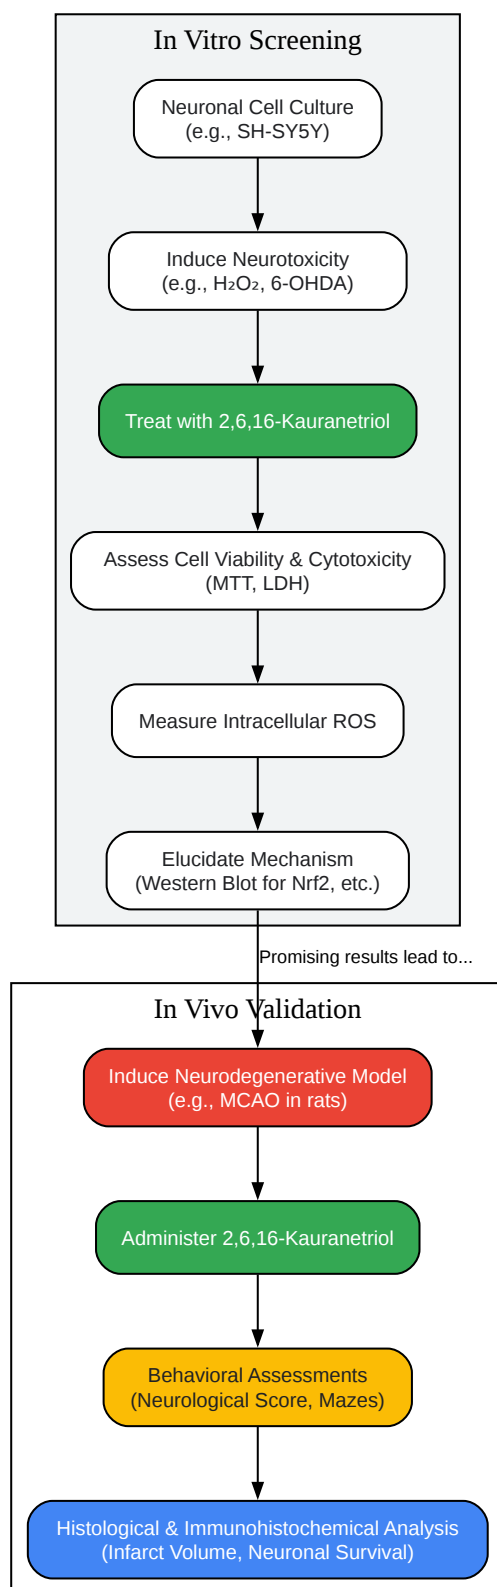 In Vitro Screening
Neuronal Cell Culture
(e.g., SH-SY5Y)
Induce Neurotoxicity
(e.g., H₂O₂, 6-OHDA)
Treat with 2,6,16-Kauranetriol
Assess Cell Viability & Cytotoxicity
(MTT, LDH)
Measure Intracellular ROS
Elucidate Mechanism
(Western Blot for Nrf2, etc.)
Promising results lead to...
In Vivo Validation
Induce Neurodegenerative Model
(e.g., MCAO in rats)
Administer 2,6,16-Kauranetriol
Behavioral Assessments
(Neurological Score, Mazes)
Histological & Immunohistochemical Analysis
(Infarct Volume, Neuronal Survival)